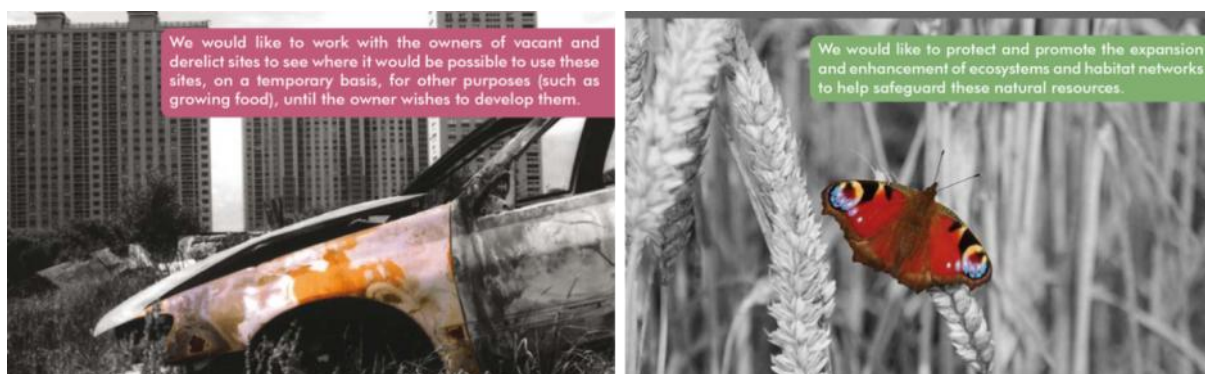 We would like to work with the owners of vacant and
derelict sites to see where it would be possible to use these
sites, on a temporary basis, for other purposes (such as
growing food), until the owner wishes to develop them.
We would like to protect and promote the expansion
and enhancement of ecosystems and habitat networks
to help safeguard these natural resources.